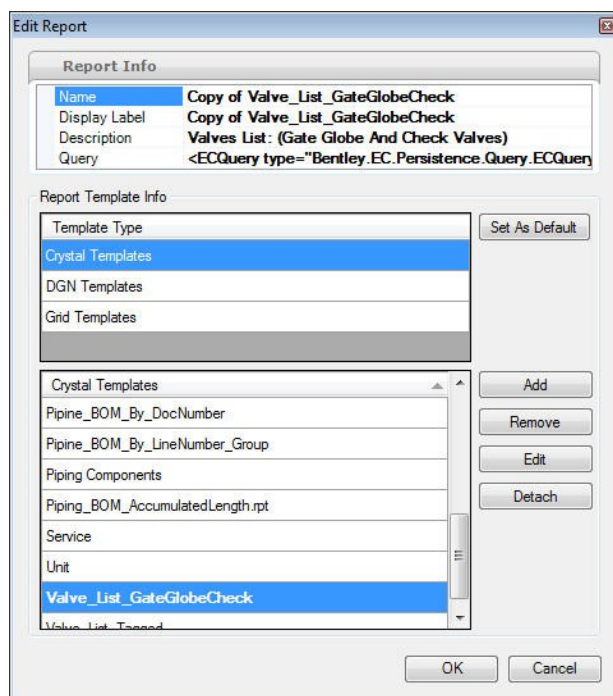 Edit Report
Report Info
Name Copy of Valve_List_GateGlobeCheck
Display Label Copy of Valve_List_GateGlobeCheck
Description Valves List: (Gate Globe And Check Valves)
Query <ECQuery type="Bentley.EC.Persistence.Query.ECQuery
Report Template Info
Template Type
Set As Default
Crystal Templates
DGN Templates
Grid Templates
Crystal Templates
Add
Pipine_BOM_By_DocNumber
Remove
Pipine_BOM_By_LineNumber_Group
Edit
Piping Components
Detach
Piping_BOM_AccumulatedLength.rpt
Service
Unit
Valve_List_GateGlobeCheck
Valve_List_Tagged
OK Cancel